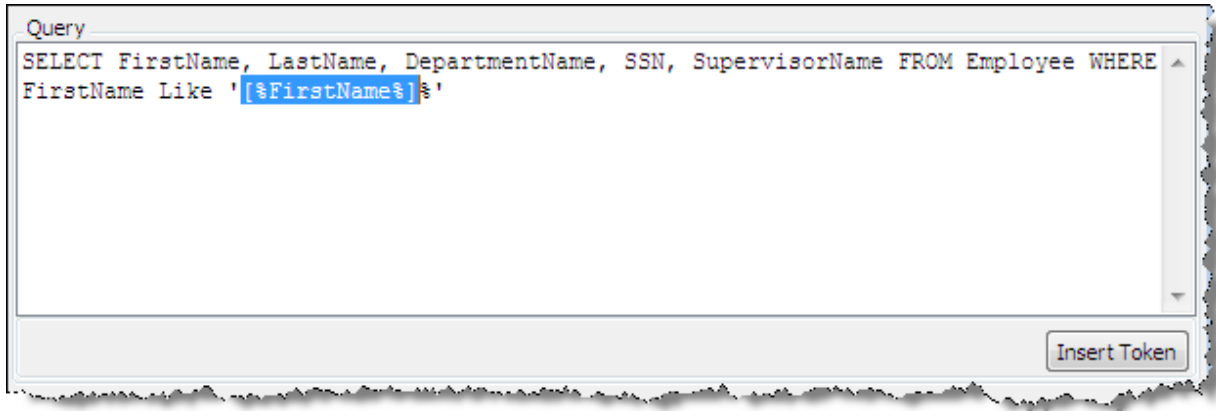 Query
SELECT FirstName, LastName, DepartmentName, SSN, SupervisorName FROM Employee WHERE
FirstName Like '[%FirstName%]%'
Insert Token